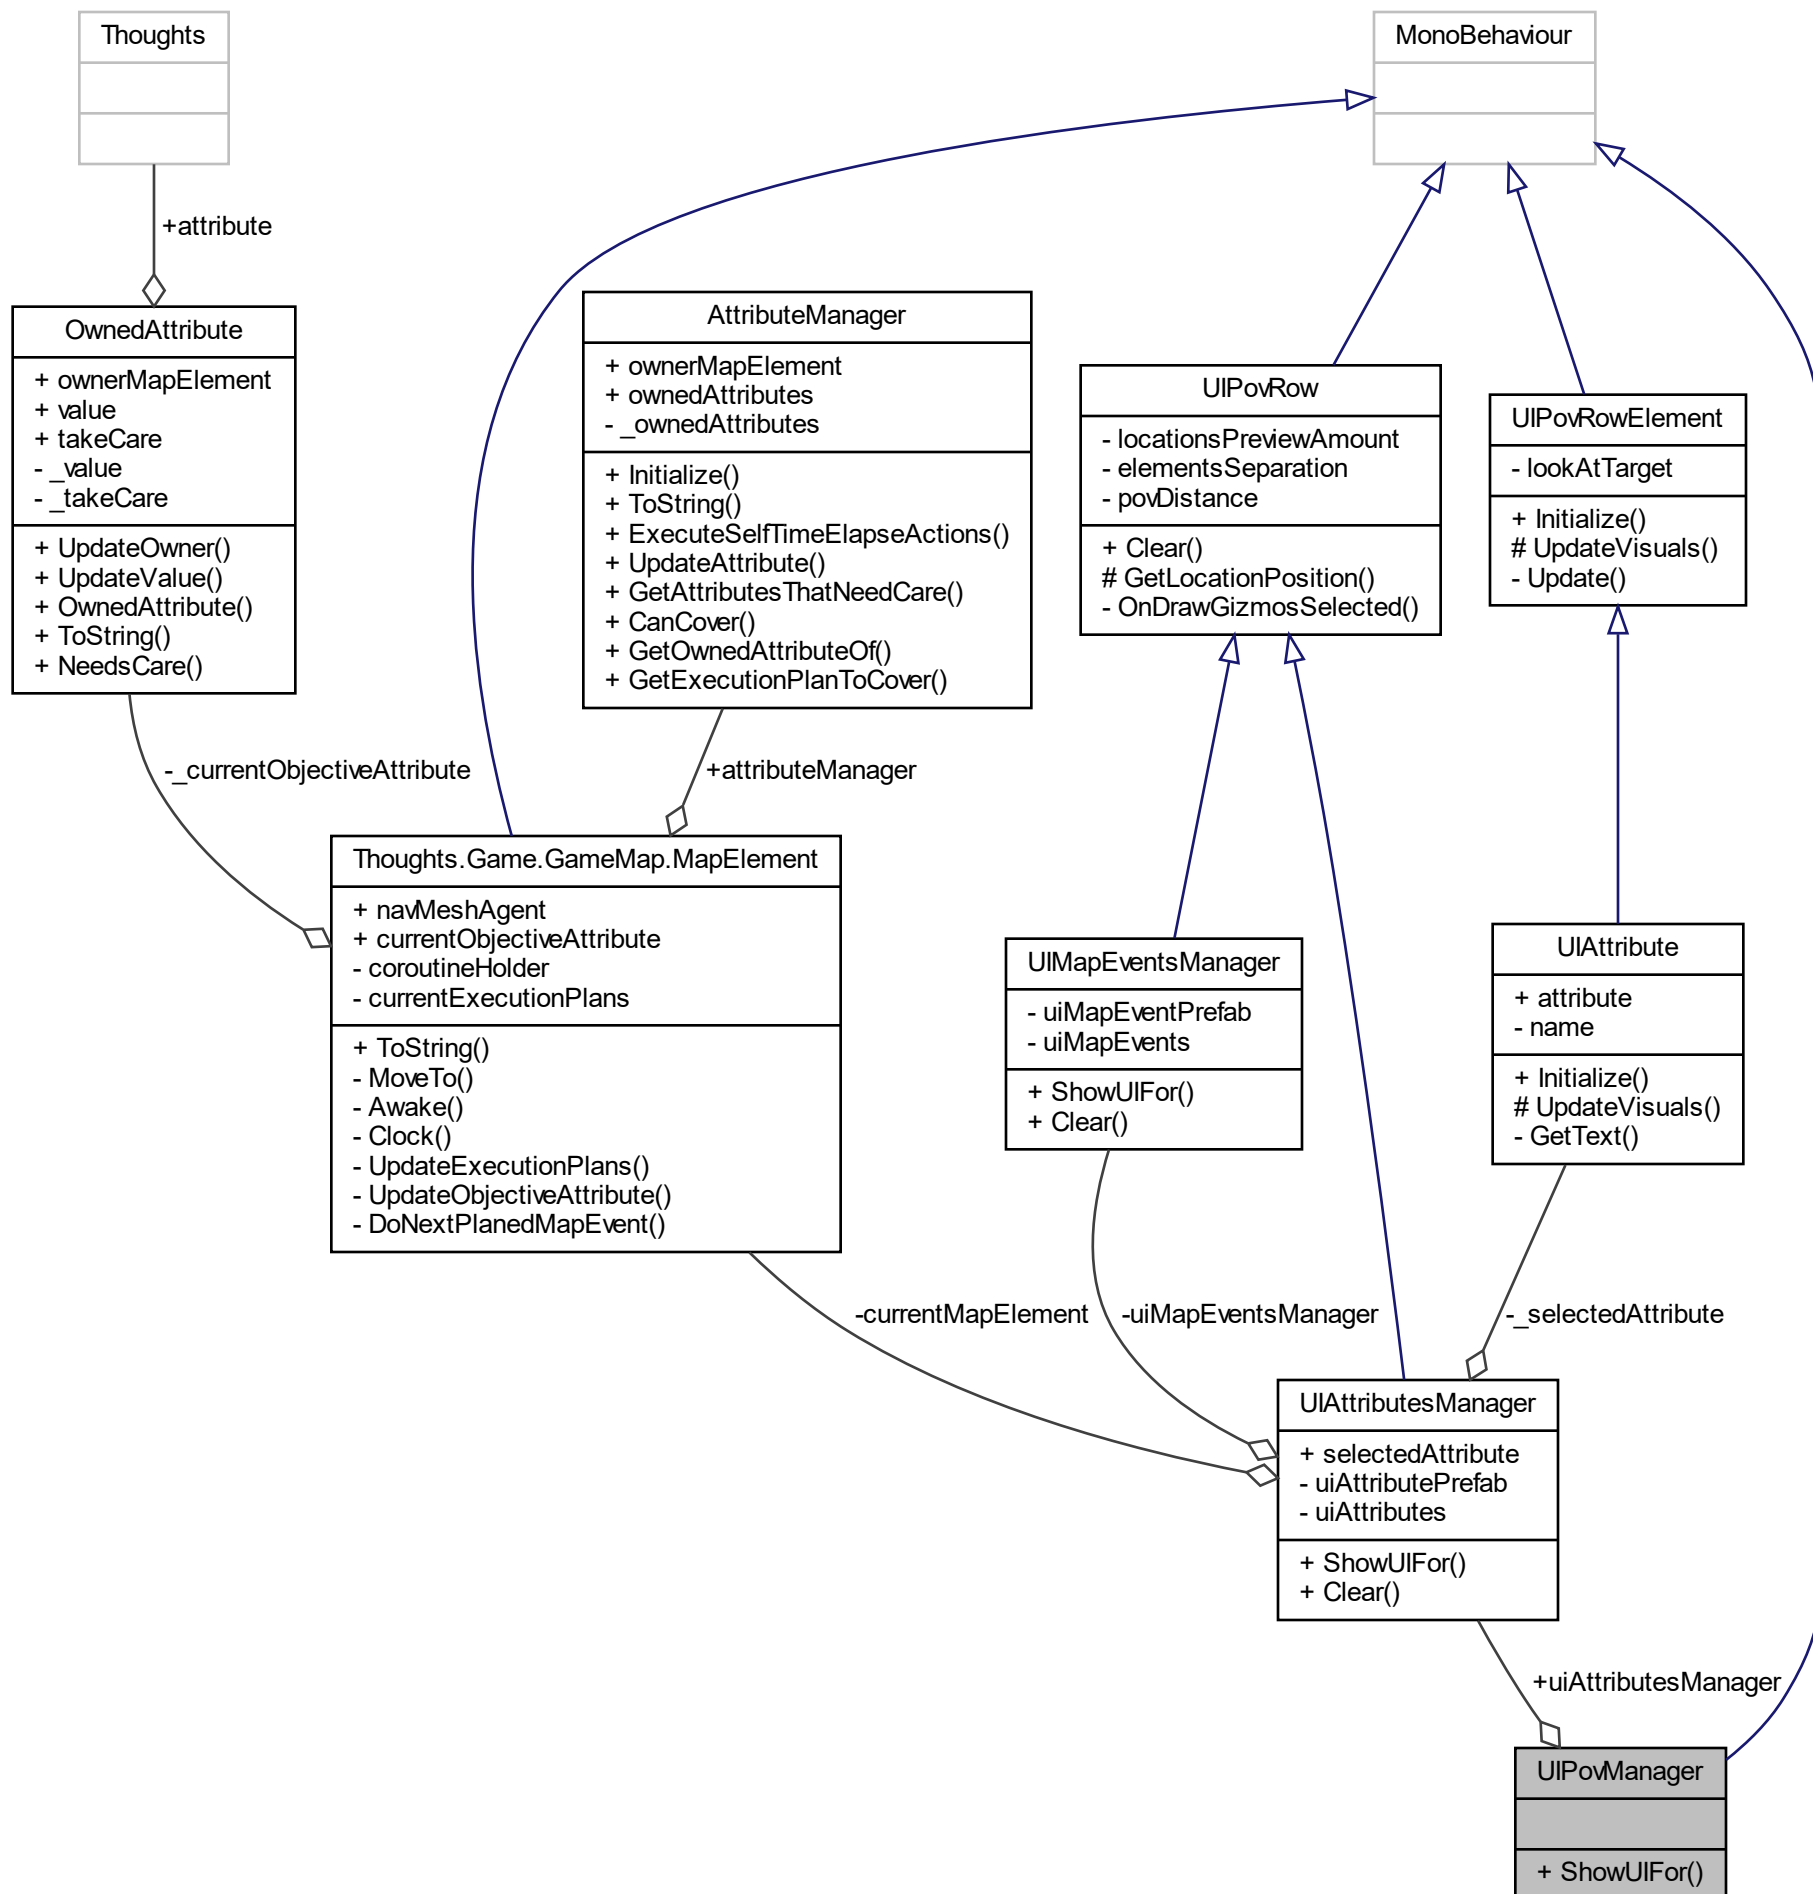 Thoughts
MonoBehaviour
+attribute
OwnedAttribute
+ ownerMapElement
+ value
+ takeCare
- _value
- _takeCare
+ UpdateOwner()
+ UpdateValue()
+ OwnedAttribute()
+ ToString()
+ NeedsCare()
AttributeManager
+ ownerMapElement
+ ownedAttributes
- _ownedAttributes
+ Initialize()
+ ToString()
+ ExecuteSelfTimeElapseActions()
+ UpdateAttribute()
+ GetAttributesThatNeedCare()
+ CanCover()
+ GetOwnedAttributeOf()
+ GetExecutionPlanToCover()
UIPovRow
- locationsPreviewAmount
- elementsSeparation
- povDistance
+ Clear()
# GetLocationPosition()
- OnDrawGizmosSelected()
UIPovRowElement
- lookAtTarget
+ Initialize()
# UpdateVisuals()
- Update()
-_currentObjectiveAttribute
+attributeManager
Thoughts.Game.GameMap.MapElement
+ navMeshAgent
+ currentObjectiveAttribute
- coroutineHolder
- currentExecutionPlans
+ ToString()
- MoveTo()
- Awake()
- Clock()
- UpdateExecutionPlans()
- UpdateObjectiveAttribute()
- DoNextPlanedMapEvent()
UIMapEventsManager
- uiMapEventPrefab
- uiMapEvents
+ ShowUIFor()
+ Clear()
UIAttribute
+ attribute
- name
+ Initialize()
# UpdateVisuals()
- GetText()
-currentMapElement
-uiMapEventsManager
-_selectedAttribute
UIAttributesManager
+ selectedAttribute
- uiAttributePrefab
- uiAttributes
+ ShowUIFor()
+ Clear()
+uiAttributesManager
UIPovManager
+ ShowUIFor()